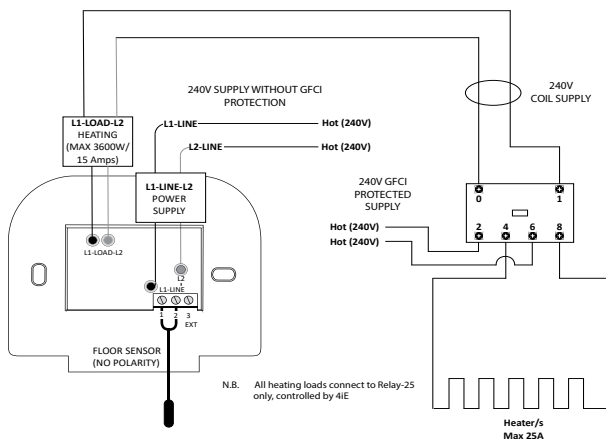 240V SUPPLY WITHOUT GFCI
PROTECTION
240V
COIL SUPPLY
L1-LOAD-L2
HEATING
(MAX 3600W/
15 Amps)
L1-LINE
Hot (240V)
L2-LINE
Hot (240V)
L1-LINE-L2
POWER
SUPPLY
240V GFCI
PROTECTED
SUPPLY
0
1
2
4
6
8
Hot (240V)
Hot (240V)
L1-LOAD-L2
L2
L1-LINE
1
2
3
EXT
FLOOR SENSOR
(NO POLARITY)
N.B. All heating loads connect to Relay-25
only, controlled by 4iE
Heater/s
Max 25A